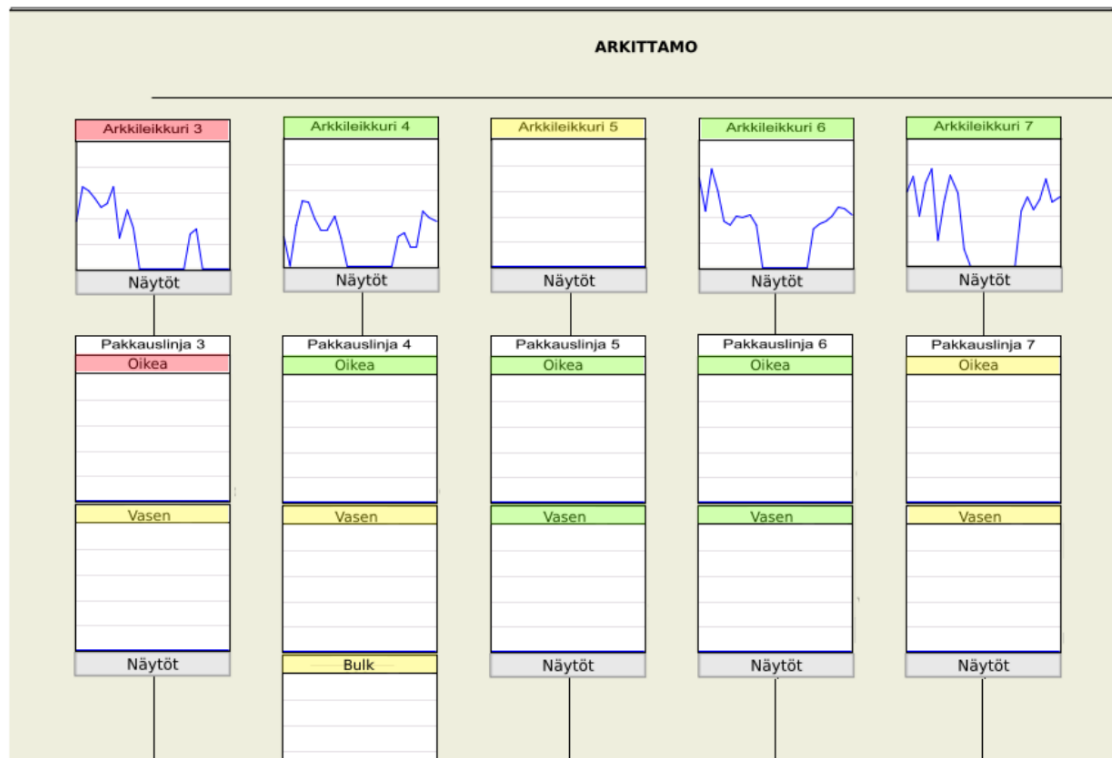 ARKITTAMO
Arkkileikkuri 3
Arkkileikkuri 4
Arkkileikkuri 5
Arkkileikkuri 6
Arkkileikkuri 7
Näytöt
Näytöt
Näytöt
Näytöt
Näytöt
Pakkauslinja 3
Pakkauslinja 4
Pakkauslinja 5
Pakkauslinja 6
Pakkauslinja 7
Oikea
Oikea
Oikea
Oikea
Oikea
Vasen
Vasen
Vasen
Vasen
Vasen
Näytöt
Bulk
Näytöt
Näytöt
Näytöt